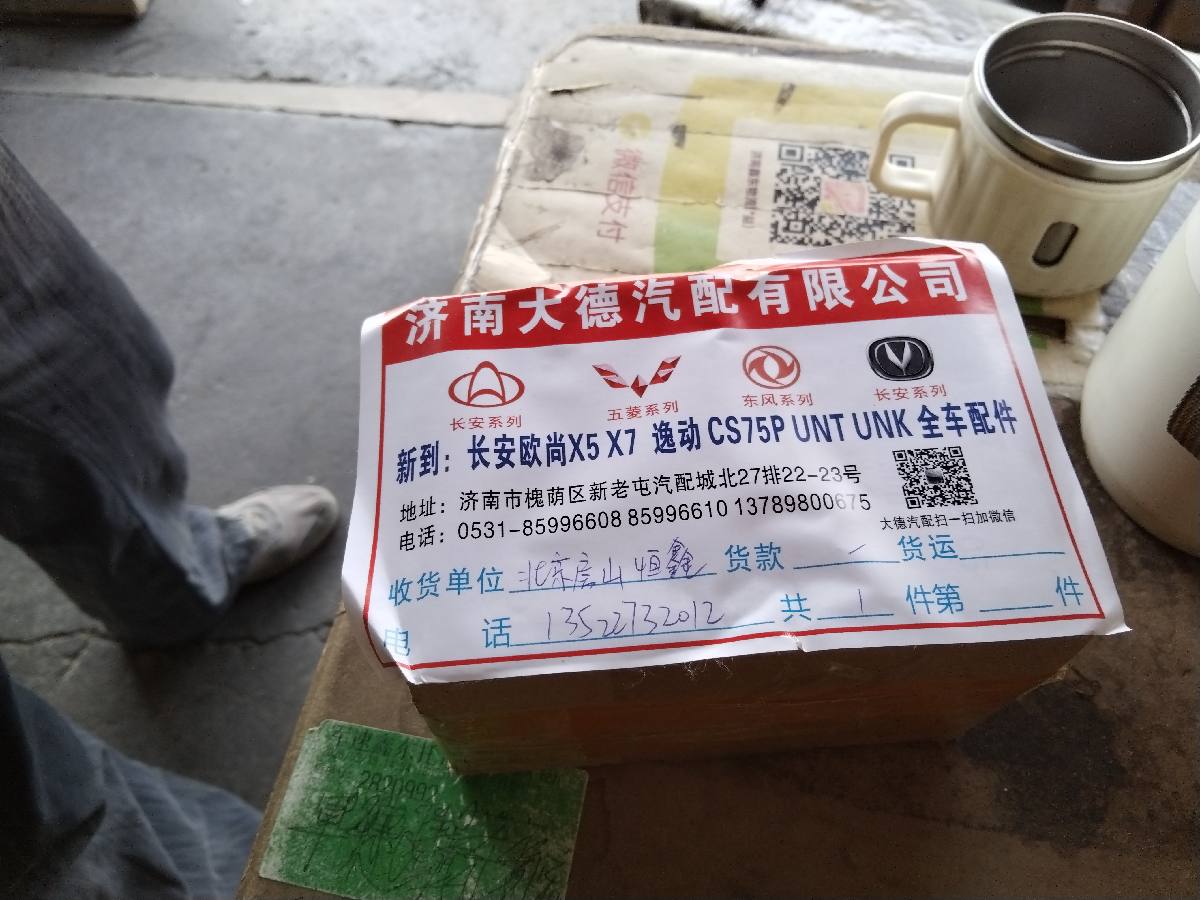 微信支付
济南大德汽配有限公司
长安系列 五菱系列 东风系列 长安系列
新到：长安欧尚X5 X7 逸动 CS75P UNT UNK 全车配件
地址：济南市槐荫区新老屯汽配城北27排22-23号
电话：0531-85996608 85996610 13789800675
大德汽配扫一扫加微信
收货单位 北京房山恒鑫 货款 — 货运
电 话 13522732012 共 1 件第 件